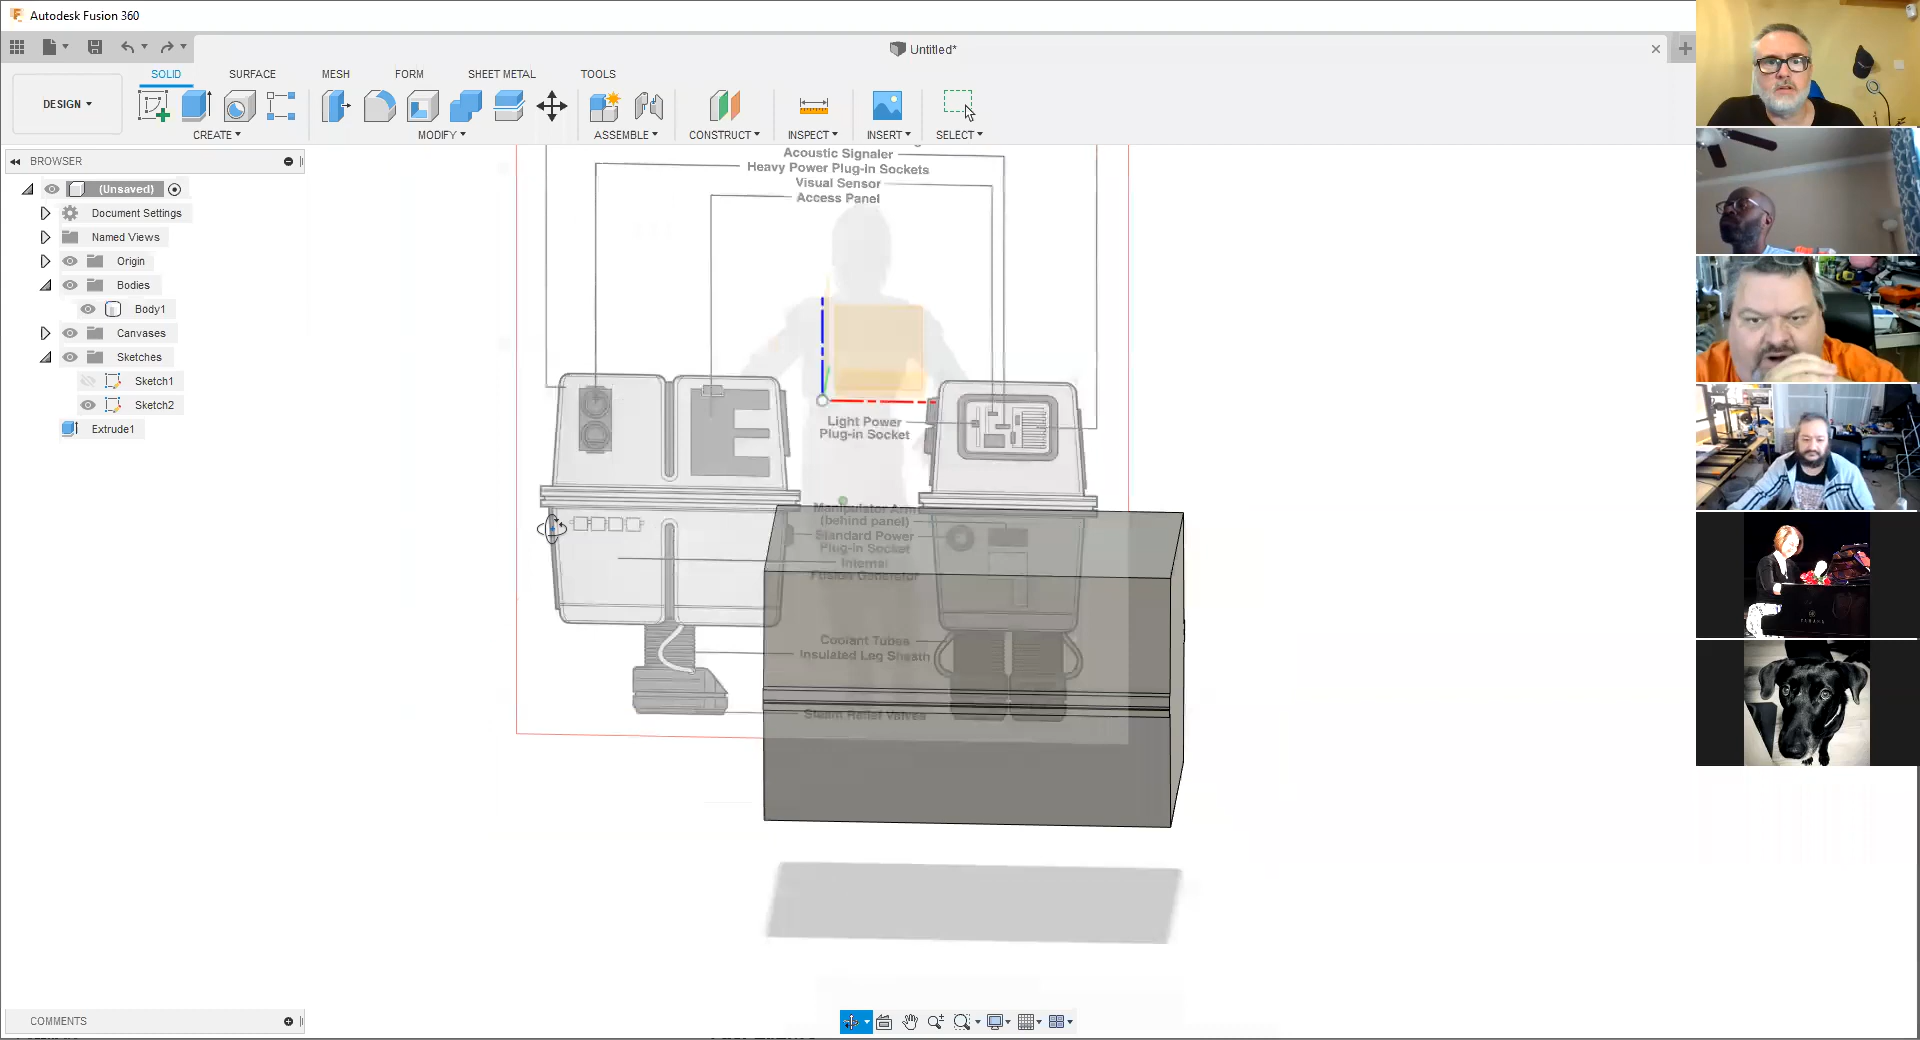 Autodesk Fusion 360
Untitled*
DESIGN
SOLID
SURFACE
MESH
FORM
SHEET METAL
TOOLS
CREATE
MODIFY
ASSEMBLE
CONSTRUCT
INSPECT
INSERT
SELECT
BROWSER
(Unsaved)
Document Settings
Named Views
Origin
Bodies
Body1
Canvases
Sketches
Sketch1
Sketch2
Extrude1
Acoustic Signaler
Heavy Power Plug-in Sockets
Visual Sensor
Access Panel
Light Power
Plug-in Socket
Manipulator Arm
(behind panel)
Standard Power
Plug-in Socket
Internal
Fusion Generator
Coolant Tubes
Insulated Leg Sheath
Steam Relief Valves
YAMAHA
COMMENTS